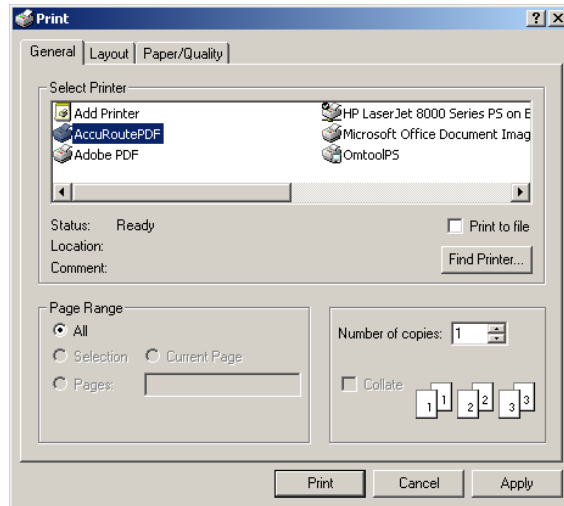 Print
General Layout Paper/Quality
Select Printer
Add Printer HP LaserJet 8000 Series PS on E
AccuRoutePDF Microsoft Office Document Imag
Adobe PDF OmtoolPS
Status: Ready Print to file
Location:
Comment: Find Printer...
Page Range
All Number of copies: 1
Selection Current Page
Pages: Collate
1 1 2 2 3 3
Print Cancel Apply